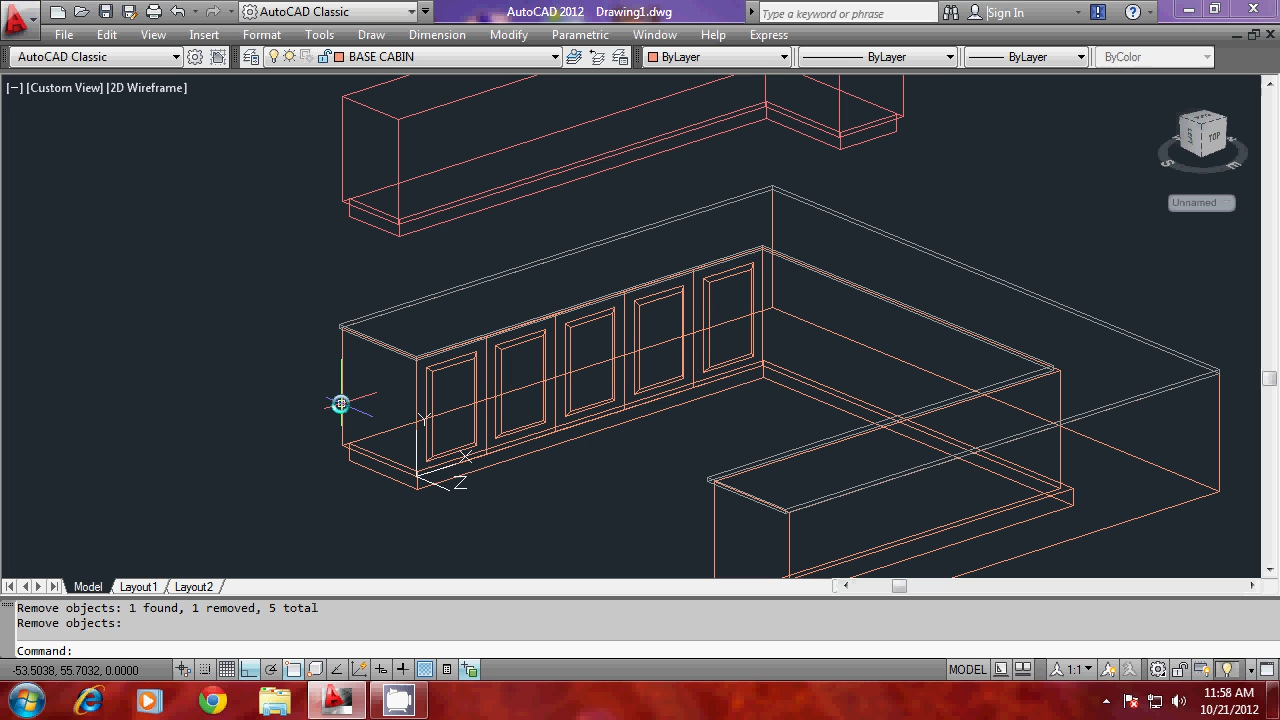 AutoCAD Classic
AutoCAD 2012 Drawing1.dwg
Type a keyword or phrase
Sign In
File Edit View Insert Format Tools Draw Dimension Modify Parametric Window Help Express
AutoCAD Classic
BASE CABIN
ByLayer
ByLayer
ByLayer
ByColor
[−] [Custom View] [2D Wireframe]
TOP
S
E
Unnamed
Y
X
Z
Model Layout1 Layout2
Remove objects: 1 found, 1 removed, 5 total
Remove objects:
Command:
-53.5038, 55.7032, 0.0000
MODEL
1:1
11:58 AM
10/21/2012